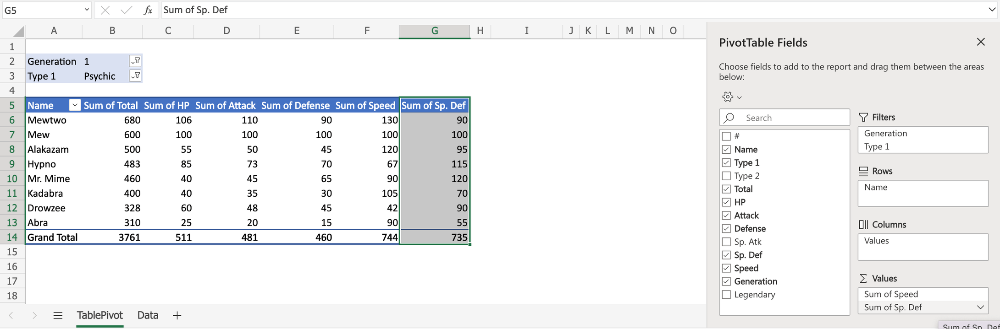 G5 fx Sum of Sp. Def
A B C D E F G H I J K L M N O
1
2 Generation 1
3 Type 1 Psychic
4
5 Name Sum of Total Sum of HP Sum of Attack Sum of Defense Sum of Speed Sum of Sp. Def
6 Mewtwo 680 106 110 90 130 90
7 Mew 600 100 100 100 100 100
8 Alakazam 500 55 50 45 120 95
9 Hypno 483 85 73 70 67 115
10 Mr. Mime 460 40 45 65 90 120
11 Kadabra 400 40 35 30 105 70
12 Drowzee 328 60 48 45 42 90
13 Abra 310 25 20 15 90 55
14 Grand Total 3761 511 481 460 744 735
15
16
17
18
TablePivot Data
PivotTable Fields
Choose fields to add to the report and drag them between the areas
below:
Search
#
Name
Type 1
Type 2
Total
HP
Attack
Defense
Sp. Atk
Sp. Def
Speed
Generation
Legendary
Filters
Generation
Type 1
Rows
Name
Columns
Values
Σ Values
Sum of Speed
Sum of Sp. Def
Sum of Sp. Def